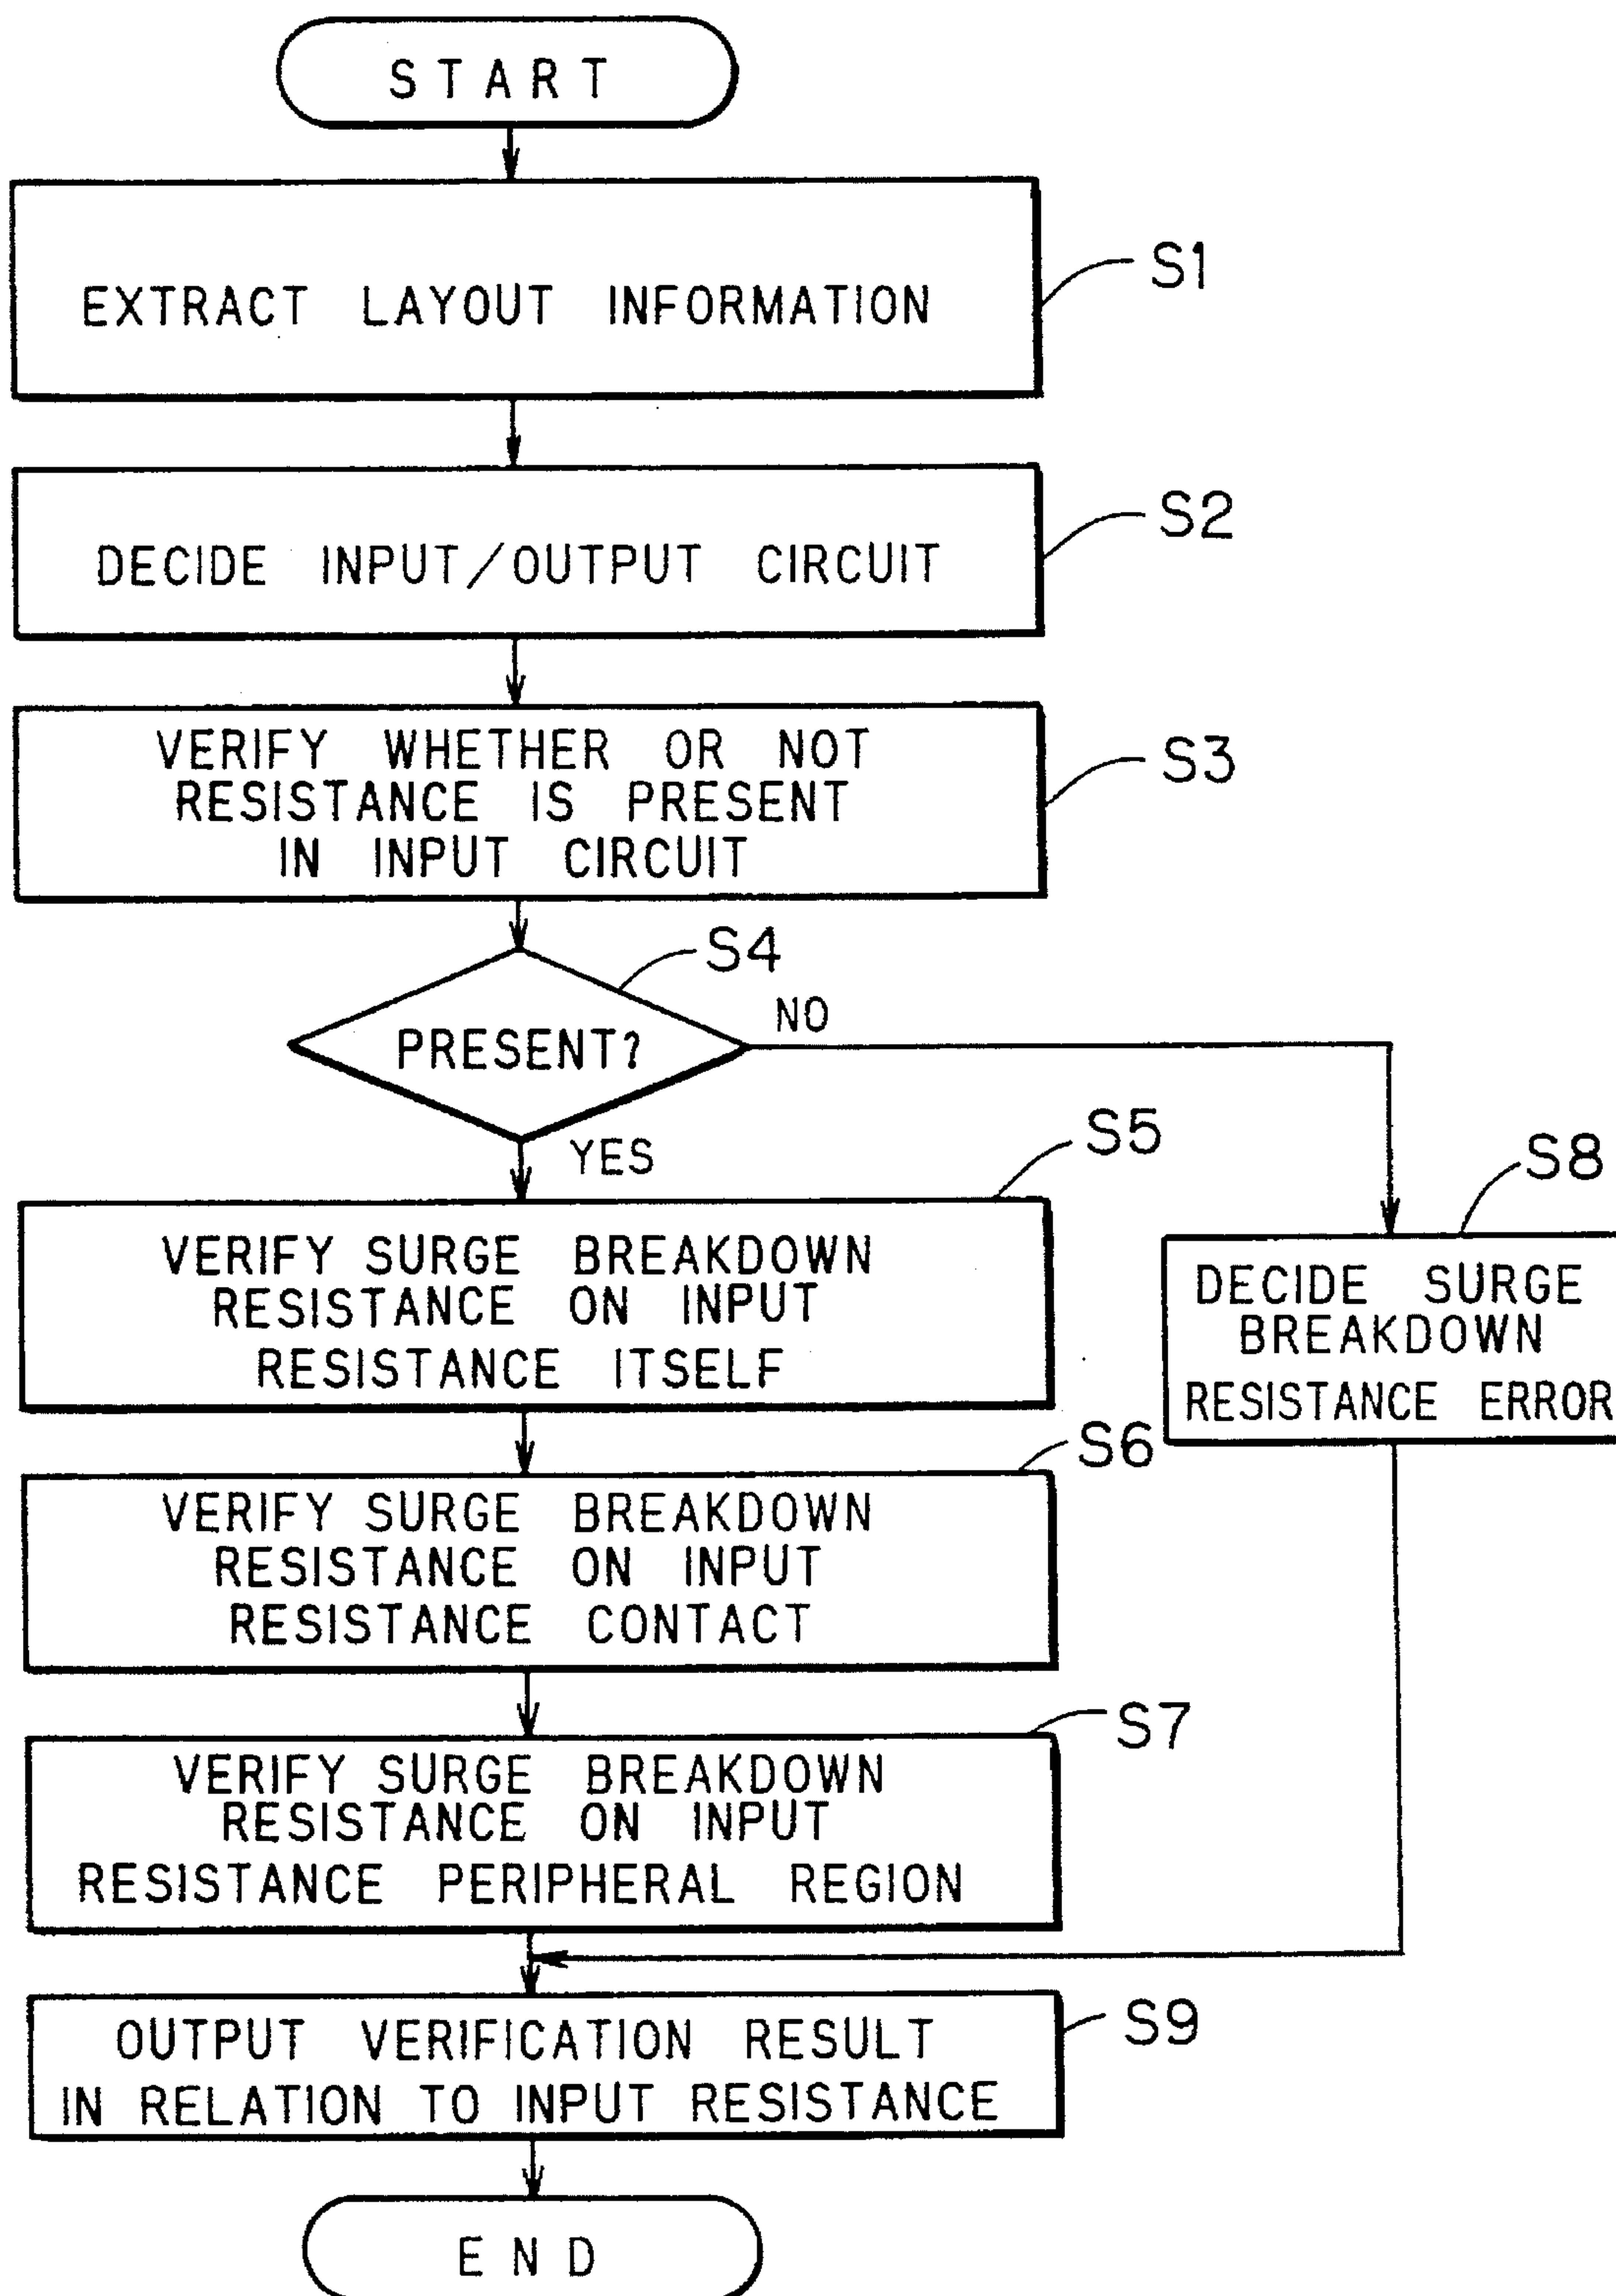 START
EXTRACT LAYOUT INFORMATION
S1
DECIDE INPUT/OUTPUT CIRCUIT
S2
VERIFY WHETHER OR NOT
RESISTANCE IS PRESENT
IN INPUT CIRCUIT
S3
PRESENT?
S4
NO
YES
VERIFY SURGE BREAKDOWN
RESISTANCE ON INPUT
RESISTANCE ITSELF
S5
DECIDE SURGE
BREAKDOWN
RESISTANCE ERROR
S8
VERIFY SURGE BREAKDOWN
RESISTANCE ON INPUT
RESISTANCE CONTACT
S6
VERIFY SURGE BREAKDOWN
RESISTANCE ON INPUT
RESISTANCE PERIPHERAL REGION
S7
OUTPUT VERIFICATION RESULT
IN RELATION TO INPUT RESISTANCE
S9
END